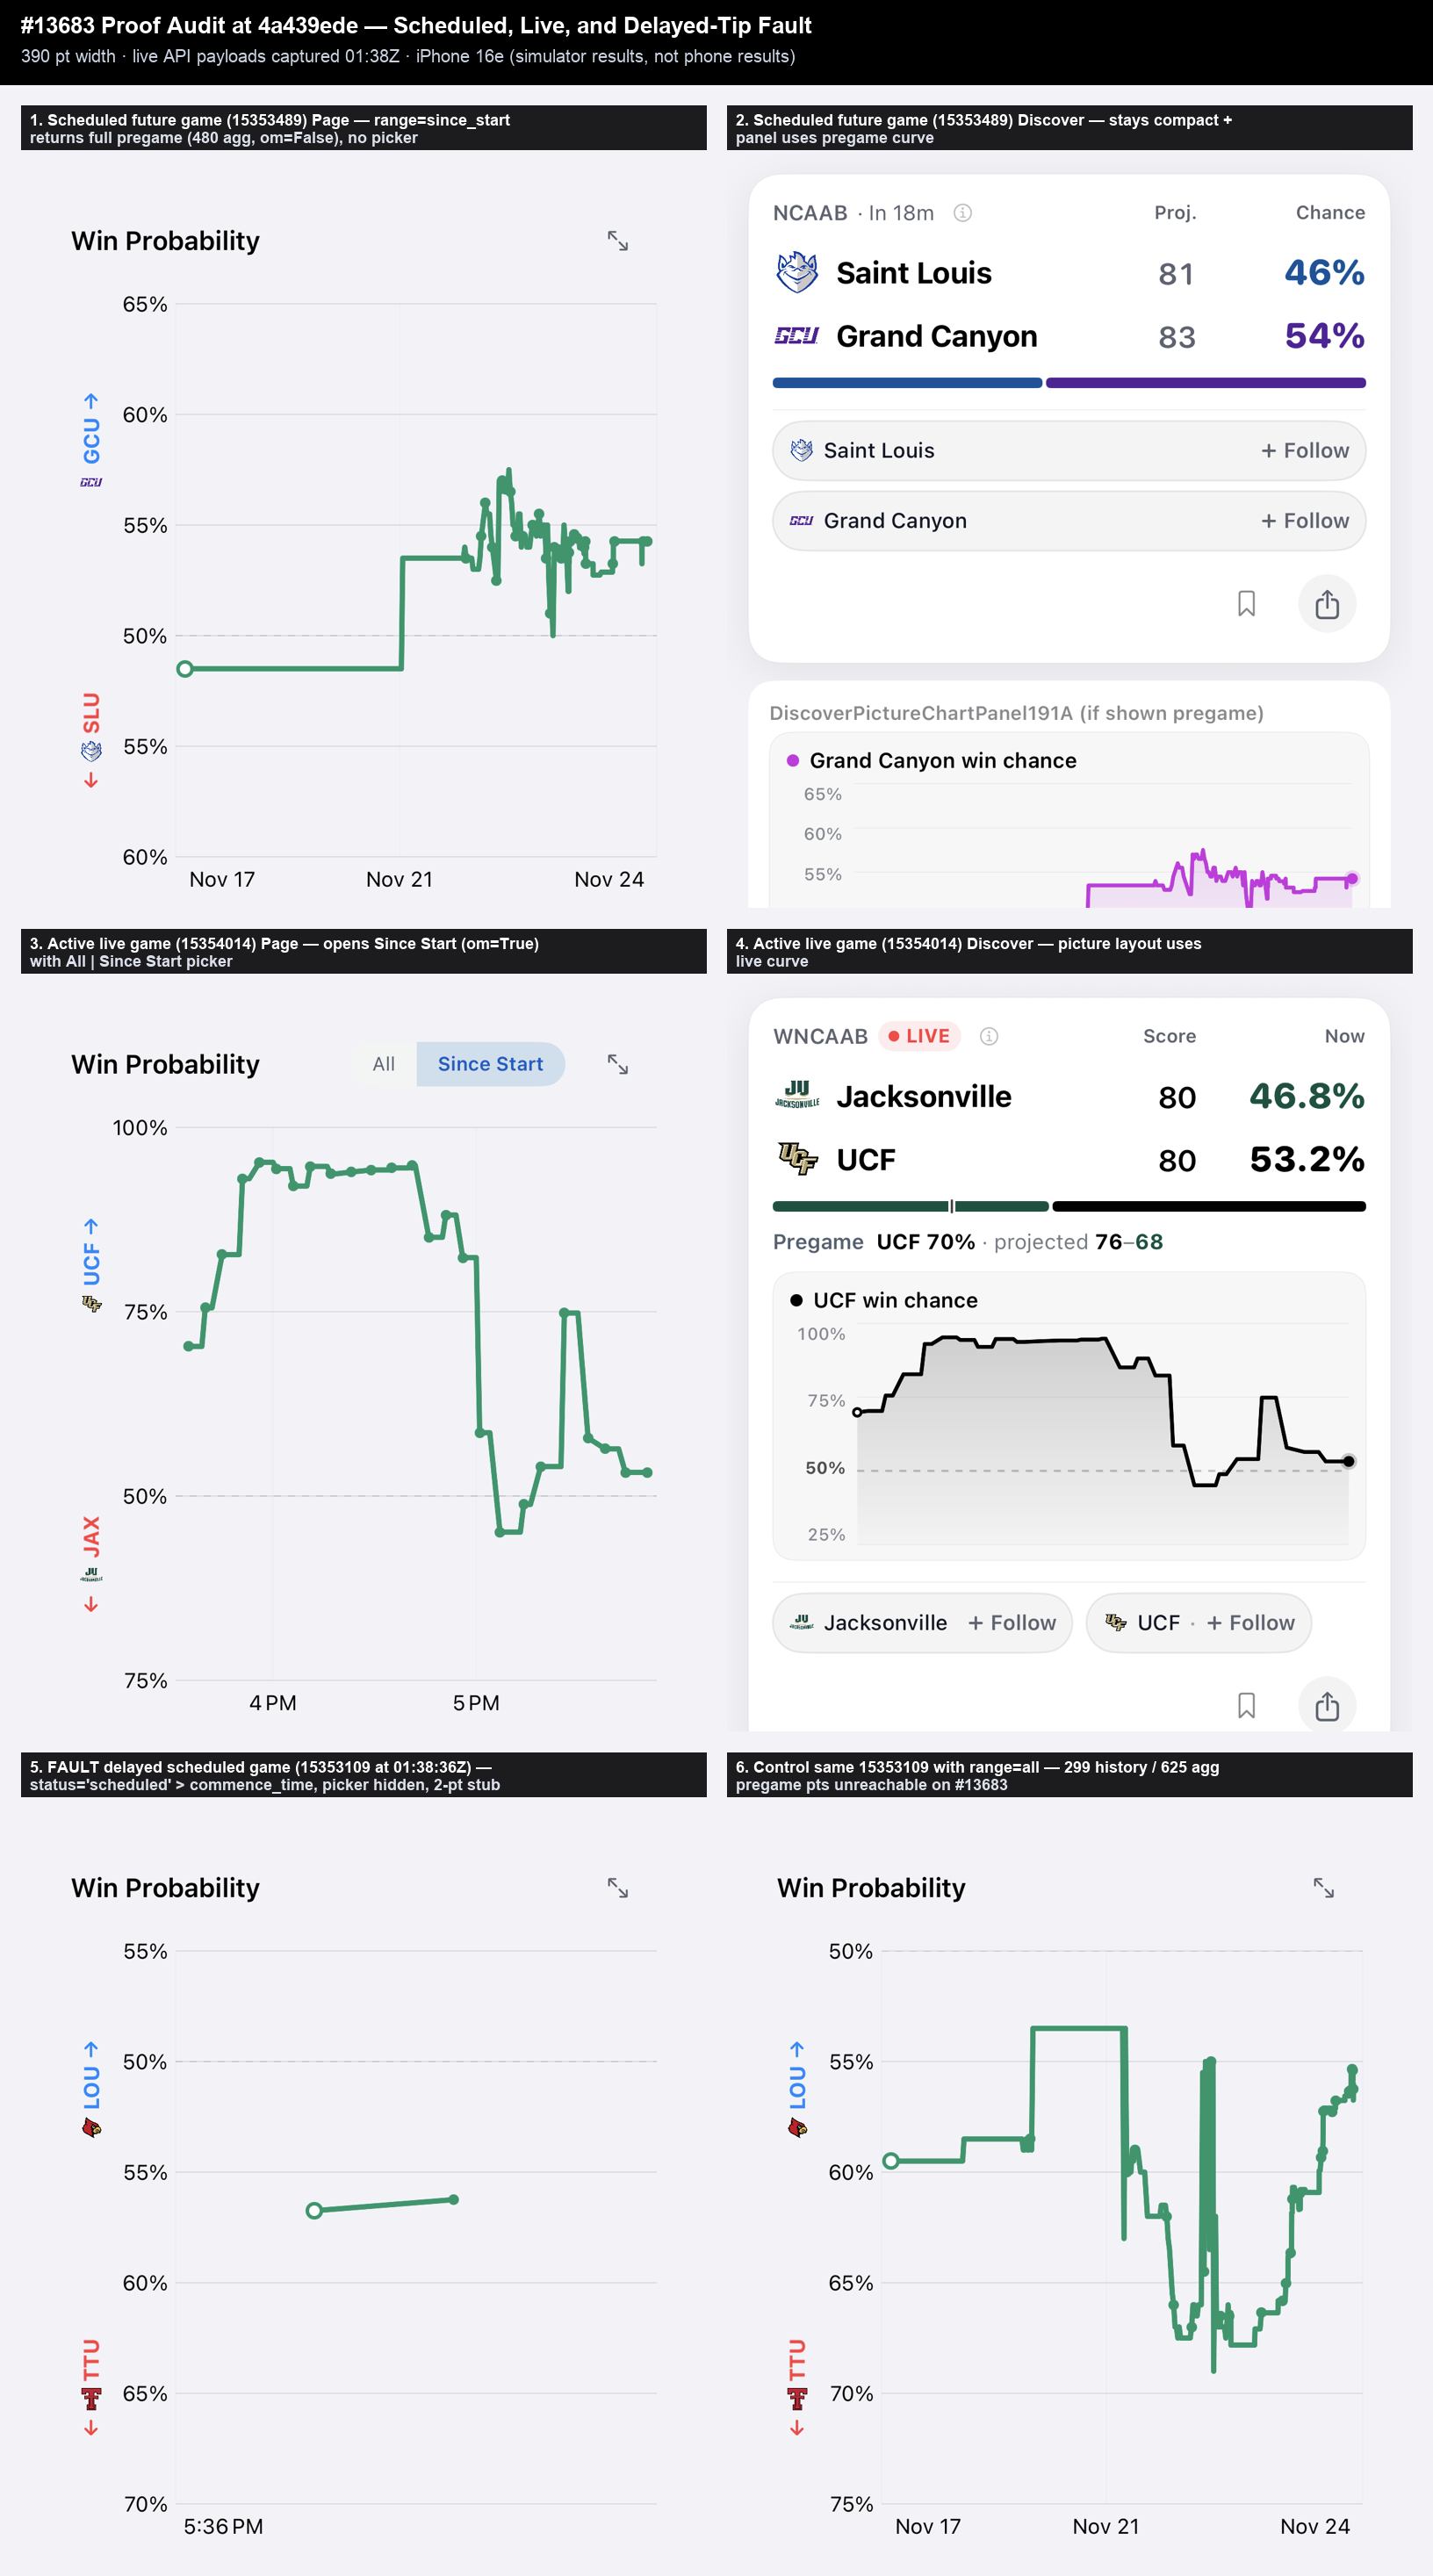 #13683 Proof Audit at 4a439ede — Scheduled, Live, and Delayed-Tip Fault
390 pt width · live API payloads captured 01:38Z · iPhone 16e (simulator results, not phone results)
1. Scheduled future game (15353489) Page — range=since_start
returns full pregame (480 agg, om=False), no picker
Win Probability
65%
60%
55%
50%
55%
60%
GCU →
GCU
SLU
←
Nov 17
Nov 21
Nov 24
2. Scheduled future game (15353489) Discover — stays compact +
panel uses pregame curve
NCAAB · In 18m
Proj.
Chance
Saint Louis
81
46%
GCU
Grand Canyon
83
54%
Saint Louis
+ Follow
GCU
Grand Canyon
+ Follow
DiscoverPictureChartPanel191A (if shown pregame)
Grand Canyon win chance
65%
60%
55%
3. Active live game (15354014) Page — opens Since Start (om=True)
with All | Since Start picker
Win Probability
All
Since Start
100%
75%
50%
75%
UCF →
UCF
JAX
JU
←
4 PM
5 PM
4. Active live game (15354014) Discover — picture layout uses
live curve
WNCAAB
LIVE
Score
Now
JU
JACKSONVILLE
Jacksonville
80
46.8%
UCF
UCF
80
53.2%
Pregame UCF 70% · projected 76–68
UCF win chance
100%
75%
50%
25%
JU
Jacksonville + Follow
UCF
UCF · + Follow
5. FAULT delayed scheduled game (15353109 at 01:38:36Z) —
status='scheduled' > commence_time, picker hidden, 2-pt stub
Win Probability
55%
50%
55%
60%
65%
70%
LOU →
TTU
T
←
5:36 PM
6. Control same 15353109 with range=all — 299 history / 625 agg
pregame pts unreachable on #13683
Win Probability
50%
55%
60%
65%
70%
75%
LOU →
TTU
T
←
Nov 17
Nov 21
Nov 24